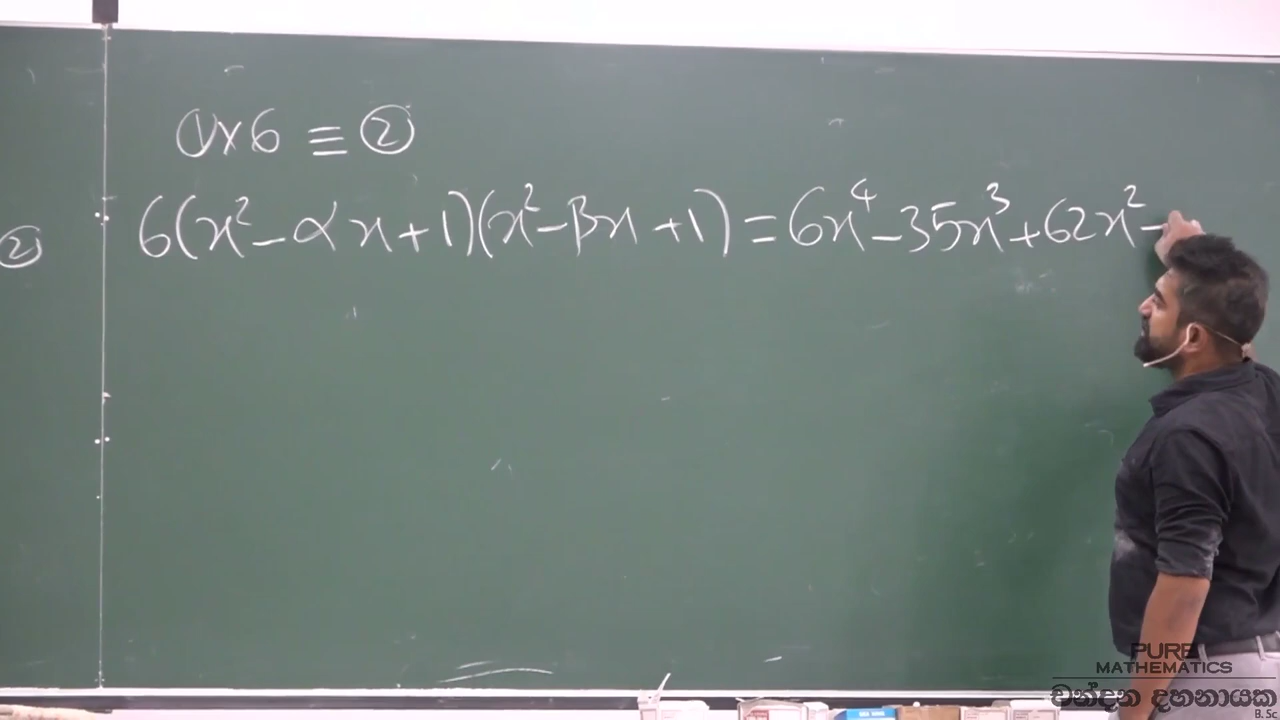 ① × 6 ≡ ②
②
6(x² - αx + 1)(x² - βx + 1) = 6x⁴ - 35x³ + 62x² -
PURE
MATHEMATICS
චන්දන දහනායක
B.Sc